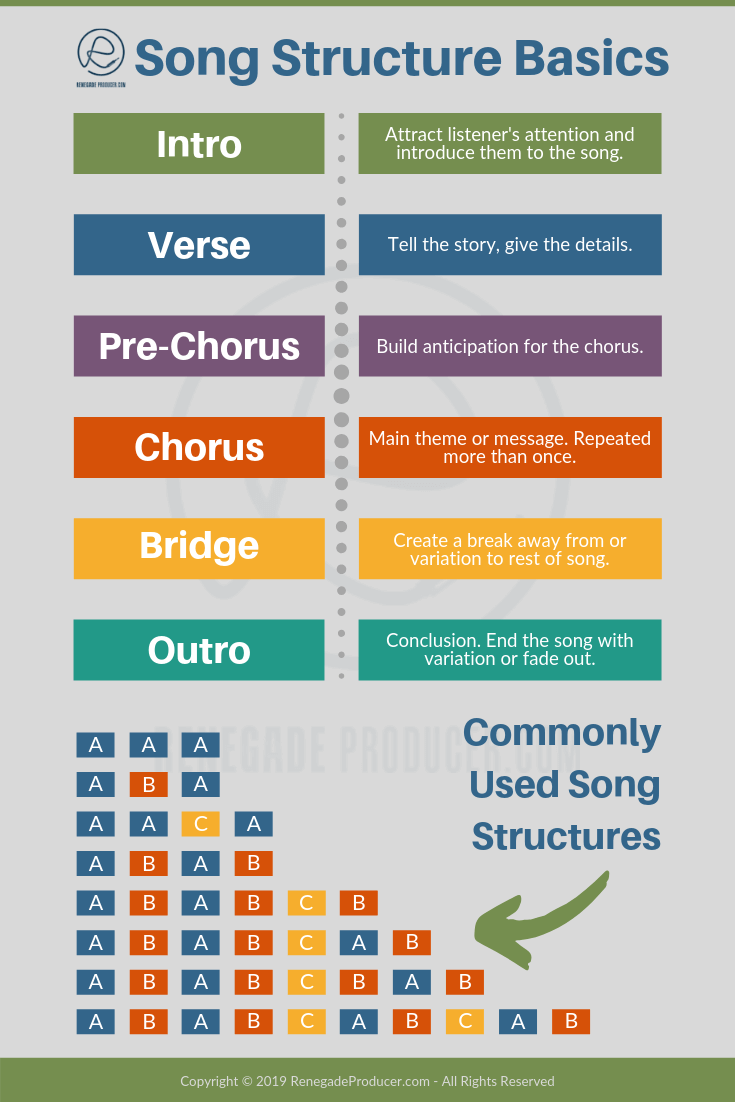 RENEGADE PRODUCER.COM
Song Structure Basics
Intro
Attract listener's attention and
introduce them to the song.
Verse
Tell the story, give the details.
Pre-Chorus
Build anticipation for the chorus.
Chorus
Main theme or message. Repeated
more than once.
Bridge
Create a break away from or
variation to rest of song.
Outro
Conclusion. End the song with
variation or fade out.
RENEGADE PRODUCER.COM
Commonly
Used Song
Structures
A A A
A B A
A A C A
A B A B
A B A B C B
A B A B C A B
A B A B C B A B
A B A B C A B C A B
Copyright © 2019 RenegadeProducer.com - All Rights Reserved